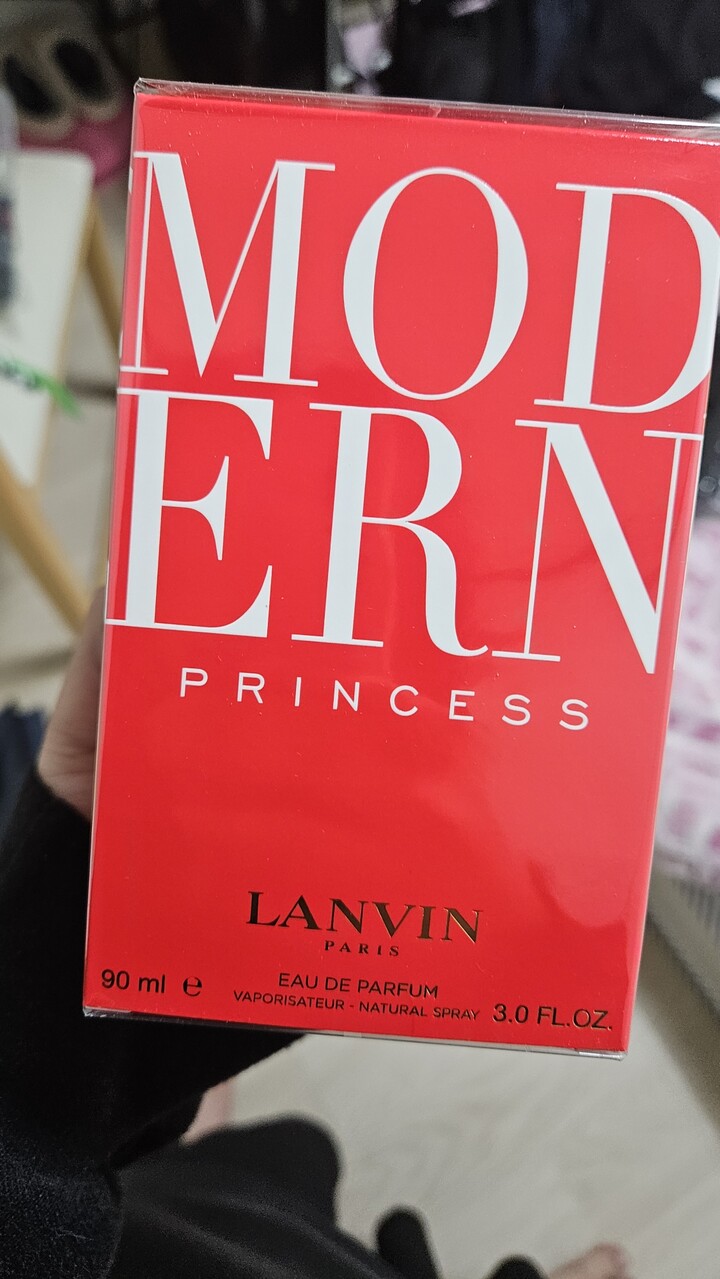 MOD
ERN
PRINCESS
LANVIN
PARIS
90 ml e
EAU DE PARFUM
VAPORISATEUR - NATURAL SPRAY
3.0 FL.OZ.